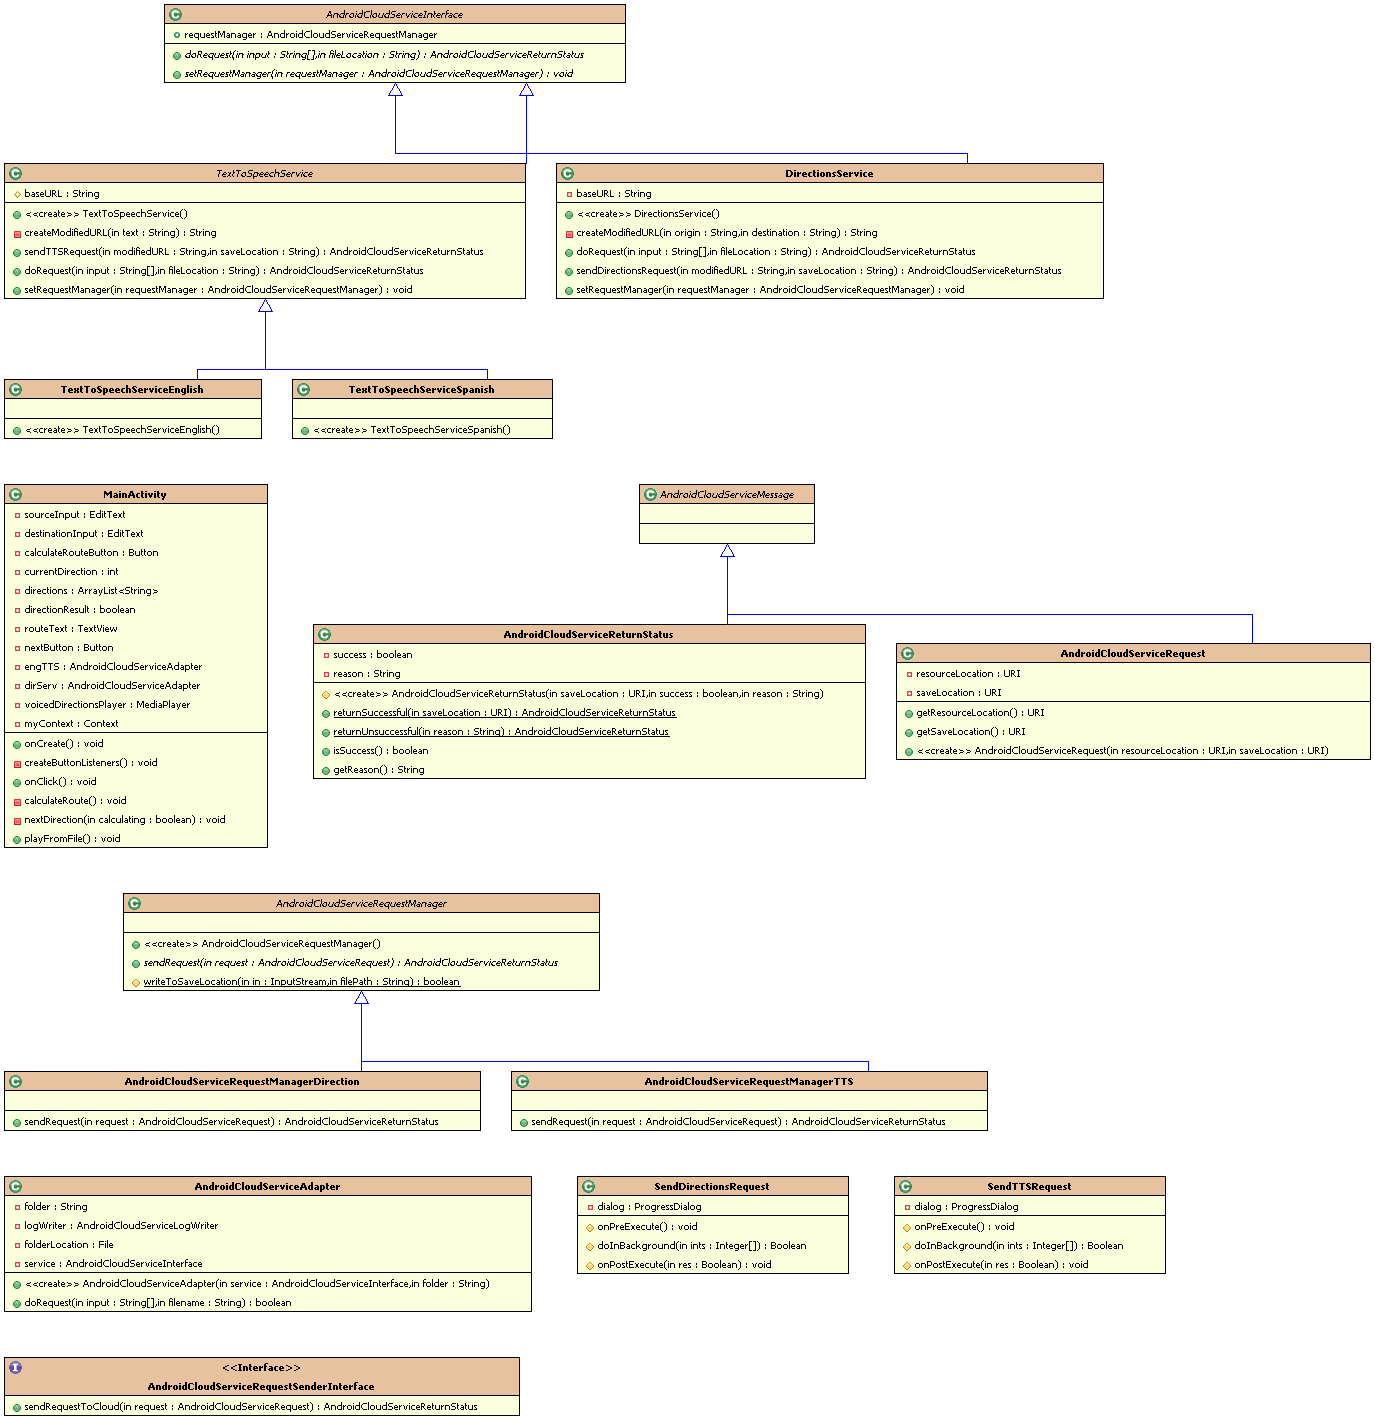 AndroidCloudServiceInterface
requestManager : AndroidCloudServiceRequestManager
doRequest(in input : String[],in fileLocation : String) : AndroidCloudServiceReturnStatus
setRequestManager(in requestManager : AndroidCloudServiceRequestManager) : void
TextToSpeechService
baseURL : String
<<create>> TextToSpeechService()
createModifiedURL(in text : String) : String
sendTTSRequest(in modifiedURL : String,in saveLocation : String) : AndroidCloudServiceReturnStatus
doRequest(in input : String[],in fileLocation : String) : AndroidCloudServiceReturnStatus
setRequestManager(in requestManager : AndroidCloudServiceRequestManager) : void
DirectionsService
baseURL : String
<<create>> DirectionsService()
createModifiedURL(in origin : String,in destination : String) : String
doRequest(in input : String[],in fileLocation : String) : AndroidCloudServiceReturnStatus
sendDirectionsRequest(in modifiedURL : String,in saveLocation : String) : AndroidCloudServiceReturnStatus
setRequestManager(in requestManager : AndroidCloudServiceRequestManager) : void
TextToSpeechServiceEnglish
<<create>> TextToSpeechServiceEnglish()
TextToSpeechServiceSpanish
<<create>> TextToSpeechServiceSpanish()
MainActivity
sourceInput : EditText
destinationInput : EditText
calculateRouteButton : Button
currentDirection : int
directions : ArrayList<String>
directionResult : boolean
routeText : TextView
nextButton : Button
engTTS : AndroidCloudServiceAdapter
dirServ : AndroidCloudServiceAdapter
voicedDirectionsPlayer : MediaPlayer
myContext : Context
onCreate() : void
createButtonListeners() : void
onClick() : void
calculateRoute() : void
nextDirection(in calculating : boolean) : void
playFromFile() : void
AndroidCloudServiceMessage
AndroidCloudServiceReturnStatus
success : boolean
reason : String
<<create>> AndroidCloudServiceReturnStatus(in saveLocation : URI,in success : boolean,in reason : String)
returnSuccessful(in saveLocation : URI) : AndroidCloudServiceReturnStatus
returnUnsuccessful(in reason : String) : AndroidCloudServiceReturnStatus
isSuccess() : boolean
getReason() : String
AndroidCloudServiceRequest
resourceLocation : URI
saveLocation : URI
getResourceLocation() : URI
getSaveLocation() : URI
<<create>> AndroidCloudServiceRequest(in resourceLocation : URI,in saveLocation : URI)
AndroidCloudServiceRequestManager
<<create>> AndroidCloudServiceRequestManager()
sendRequest(in request : AndroidCloudServiceRequest) : AndroidCloudServiceReturnStatus
writeToSaveLocation(in in : InputStream,in filePath : String) : boolean
AndroidCloudServiceRequestManagerDirection
sendRequest(in request : AndroidCloudServiceRequest) : AndroidCloudServiceReturnStatus
AndroidCloudServiceRequestManagerTTS
sendRequest(in request : AndroidCloudServiceRequest) : AndroidCloudServiceReturnStatus
AndroidCloudServiceAdapter
folder : String
logWriter : AndroidCloudServiceLogWriter
folderLocation : File
service : AndroidCloudServiceInterface
<<create>> AndroidCloudServiceAdapter(in service : AndroidCloudServiceInterface,in folder : String)
doRequest(in input : String[],in filename : String) : boolean
SendDirectionsRequest
dialog : ProgressDialog
onPreExecute() : void
doInBackground(in ints : Integer[]) : Boolean
onPostExecute(in res : Boolean) : void
SendTTSRequest
dialog : ProgressDialog
onPreExecute() : void
doInBackground(in ints : Integer[]) : Boolean
onPostExecute(in res : Boolean) : void
<<Interface>>
AndroidCloudServiceRequestSenderInterface
sendRequestToCloud(in request : AndroidCloudServiceRequest) : AndroidCloudServiceReturnStatus